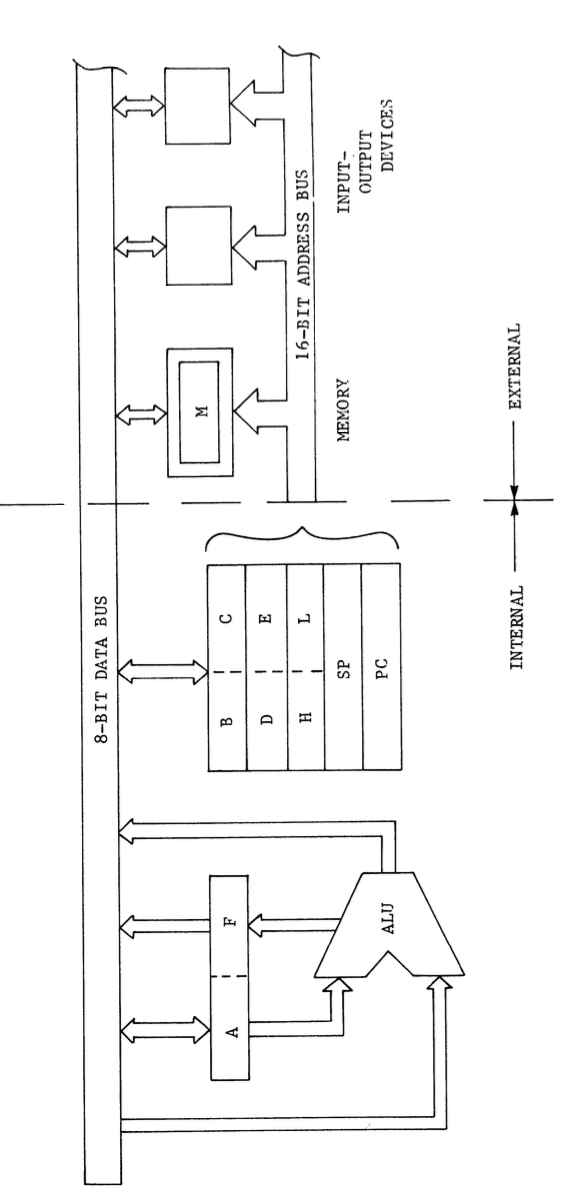 8-BIT DATA BUS
A
F
ALU
B
C
D
E
H
L
SP
PC
M
16-BIT ADDRESS BUS
MEMORY
INPUT-
OUTPUT
DEVICES
INTERNAL
EXTERNAL